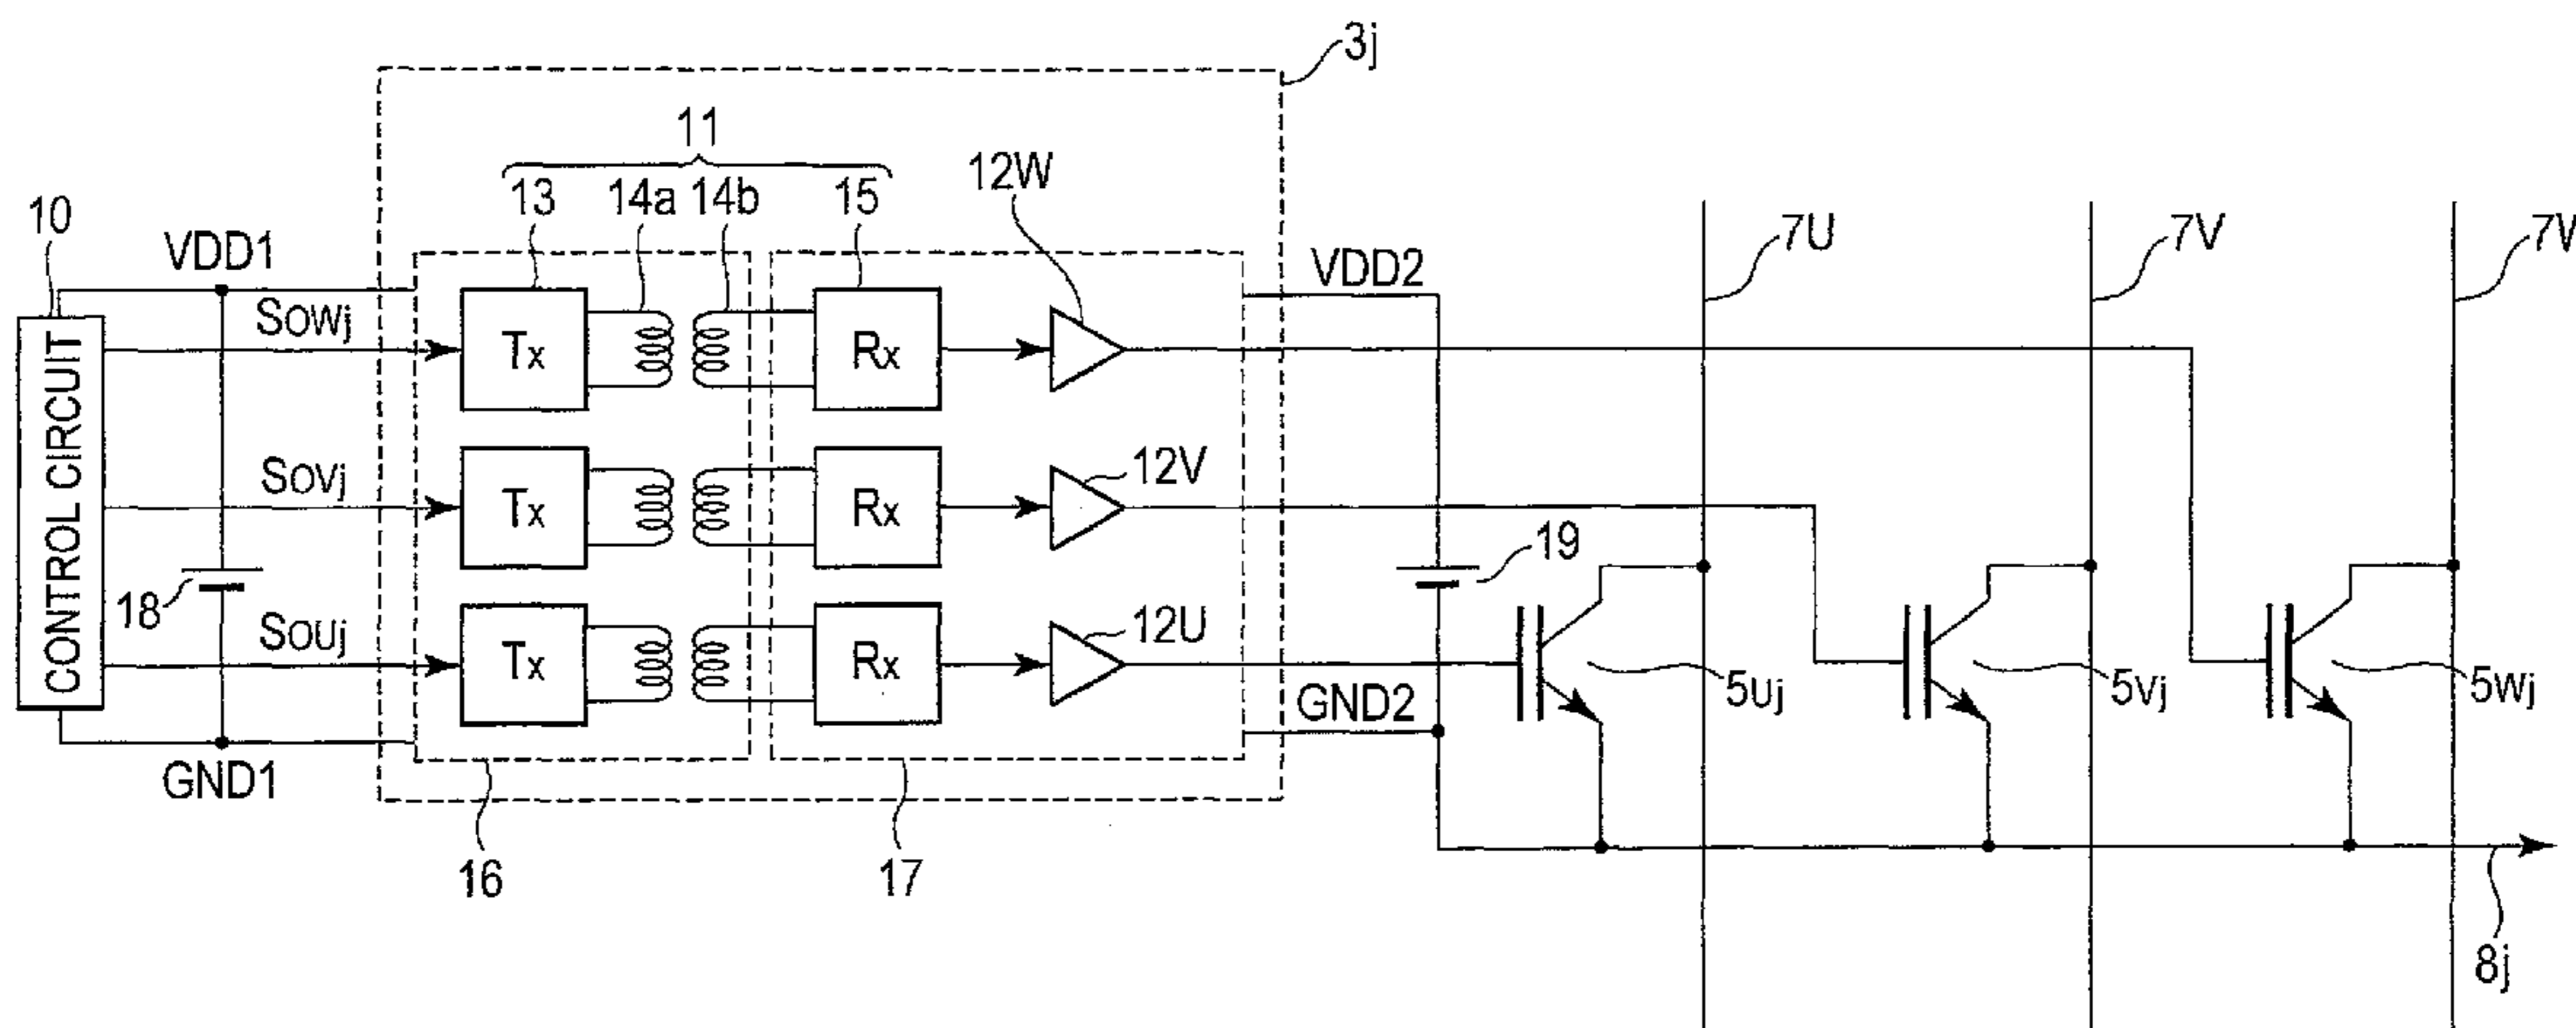 3j
11
13 14a 14b 15 12W
10
VDD1
SOWj
VDD2
7U
7V
CONTROL CIRCUIT
Tx
Rx
SOVj
Tx
Rx
12V
19
18
SOUj
Tx
Rx
12U
5Uj
5Vj
5Wj
GND2
GND1
16
17
8j